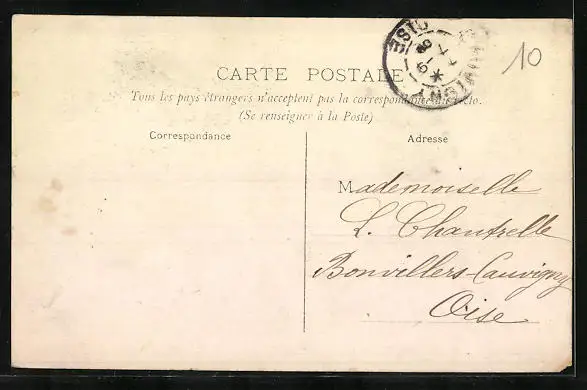 10
CARTE POSTALE
Tous les pays étrangers n'acceptent pas la correspondance au recto.
(Se renseigner à la Poste)
Correspondance
Adresse
Mademoiselle
L. Chantrelle
Bonvillers-Cauvigny
Oise